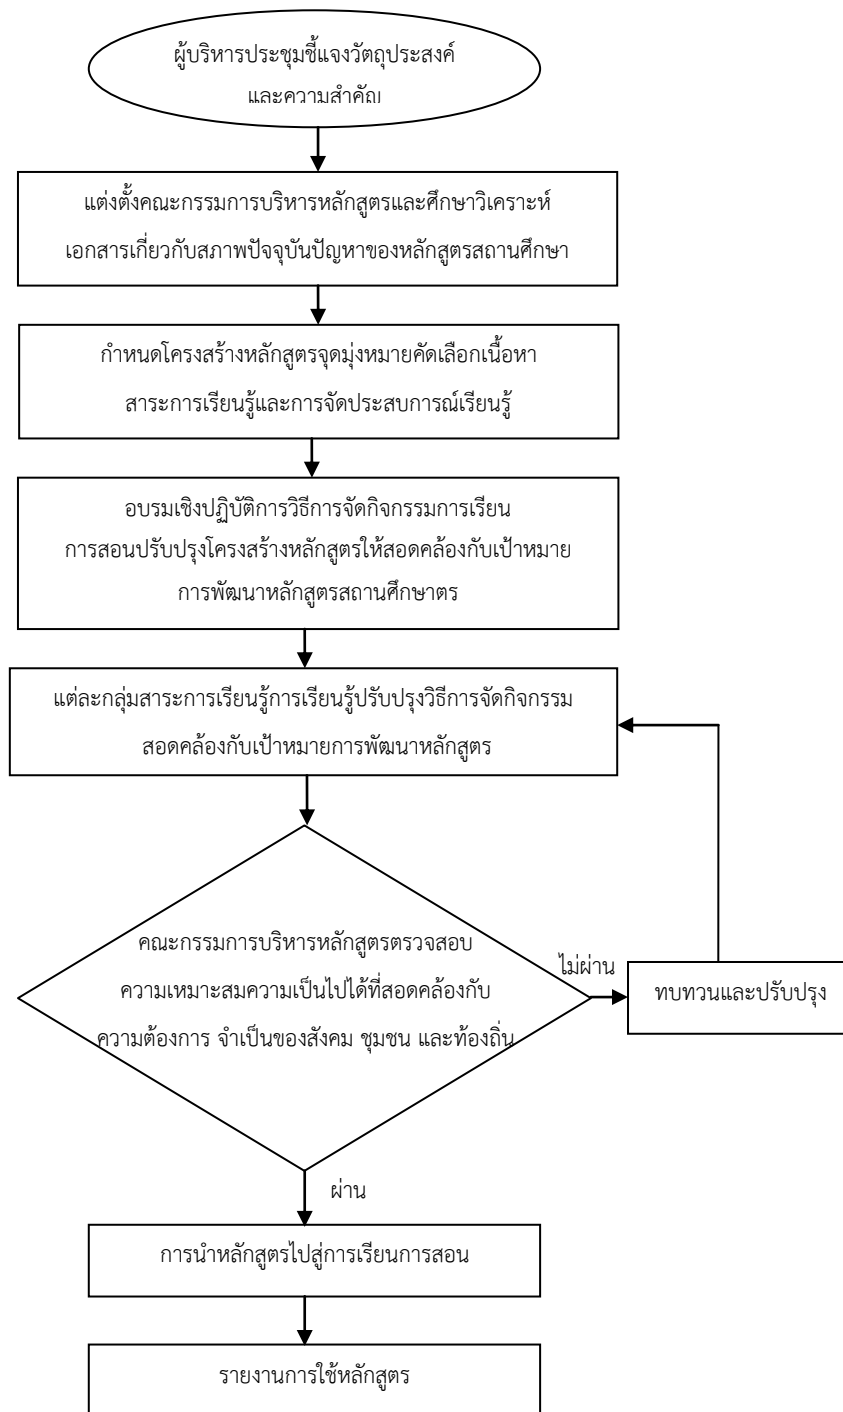 ผู้บริหารประชุมชี้แจงวัตถุประสงค์
และความสำคัญ
แต่งตั้งคณะกรรมการบริหารหลักสูตรและศึกษาวิเคราะห์
เอกสารเกี่ยวกับสภาพปัจจุบันปัญหาของหลักสูตรสถานศึกษา
กำหนดโครงสร้างหลักสูตรจุดมุ่งหมายคัดเลือกเนื้อหา
สาระการเรียนรู้และการจัดประสบการณ์เรียนรู้
อบรมเชิงปฏิบัติการวิธีการจัดกิจกรรมการเรียน
การสอนปรับปรุงโครงสร้างหลักสูตรให้สอดคล้องกับเป้าหมาย
การพัฒนาหลักสูตรสถานศึกษาตร
แต่ละกลุ่มสาระการเรียนรู้การเรียนรู้ปรับปรุงวิธีการจัดกิจกรรม
สอดคล้องกับเป้าหมายการพัฒนาหลักสูตร
คณะกรรมการบริหารหลักสูตรตรวจสอบ
ความเหมาะสมความเป็นไปได้ที่สอดคล้องกับ
ความต้องการ จำเป็นของสังคม ชุมชน และท้องถิ่น
ไม่ผ่าน
ทบทวนและปรับปรุง
ผ่าน
การนำหลักสูตรไปสู่การเรียนการสอน
รายงานการใช้หลักสูตร